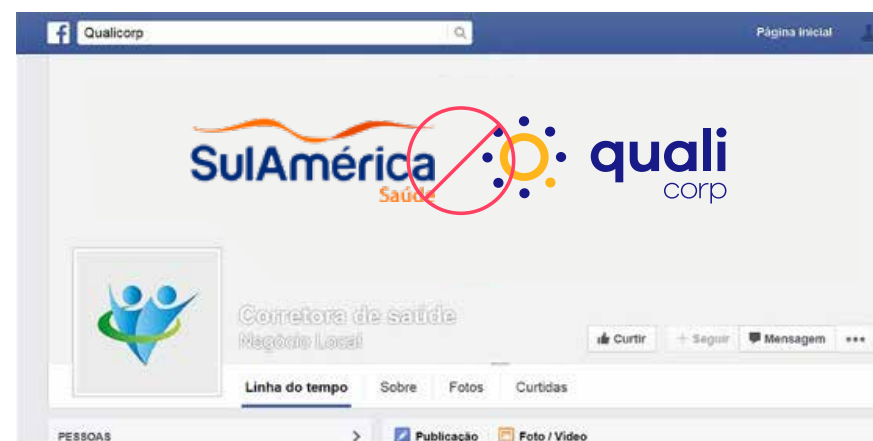 f Qualicorp Página Inicial
SulAmérica
Saúde
quali
corp
Corretora de saúde
Negócio Local
Curtir + Seguir Mensagem
Linha do tempo Sobre Fotos Curtidas
PESSOAS > Publicação Foto / Vídeo